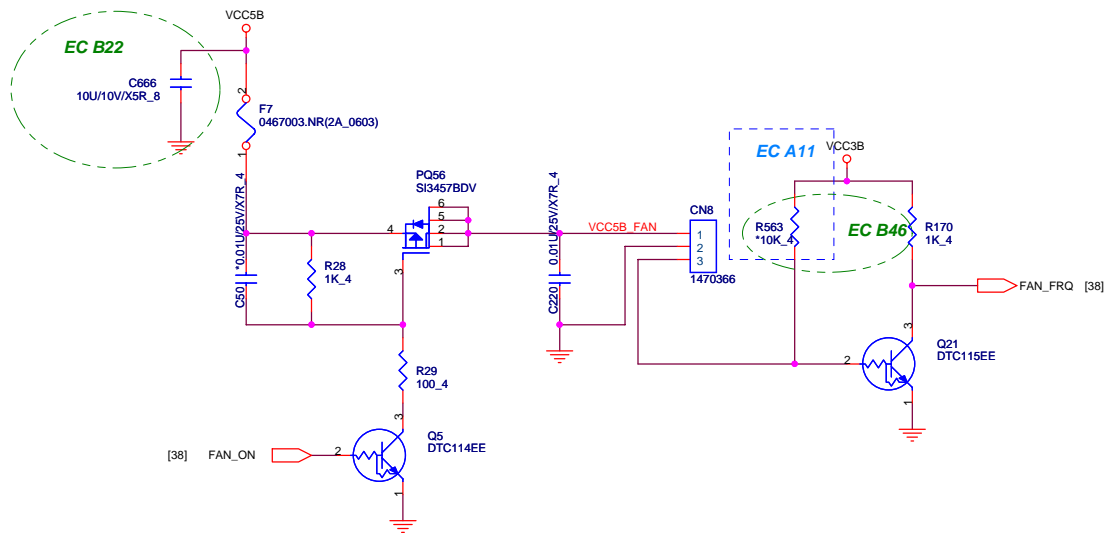 VCC5B
EC B22
C666
10U/10V/X5R_8
2
F7
0467003.NR(2A_0603)
1
*0.01U/25V/X7R_4
C50
R28
1K_4
PQ56
SI3457BDV
4
6
5
2
1
3
0.01U/25V/X7R_4
C220
VCC5B_FAN
CN8
1
2
3
1470366
EC A11
VCC3B
R563
*10K_4
EC B46
R170
1K_4
FAN_FRQ [38]
3
Q21
DTC115EE
2
1
R29
100_4
3
Q5
DTC114EE
[38] FAN_ON
2
1